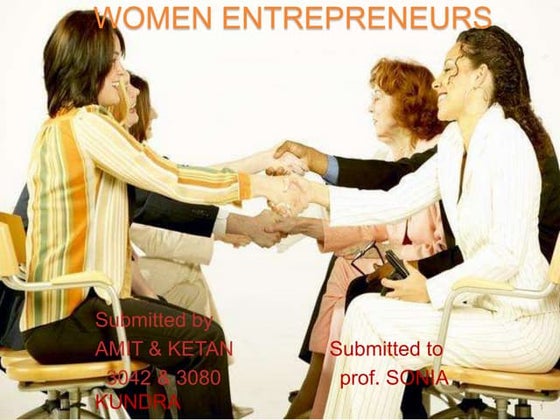 WOMEN ENTREPRENEURS
Submitted by
AMIT & KETAN Submitted to
3042 & 3080 prof. SONIA
KUNDRA